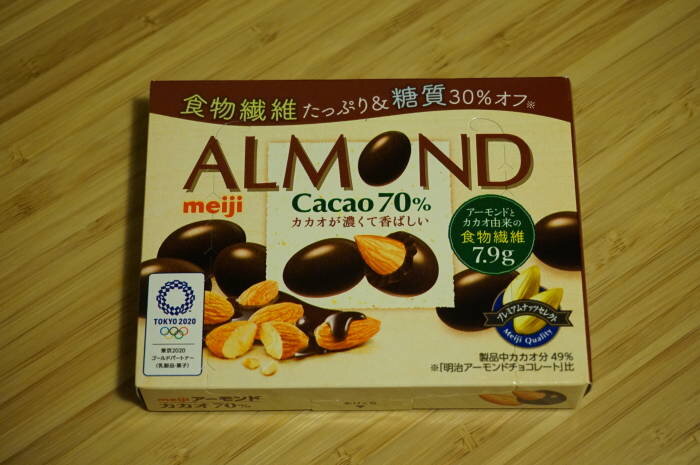 食物繊維たっぷり&糖質30%オフ※
ALMOND
meiji
Cacao 70%
カカオが濃くて香ばしい
アーモンドと
カカオ由来の
食物繊維
7.9g
TOKYO 2020
東京2020
ゴールドパートナー
(乳製品・菓子)
プレミアムナッツセレクト
Meiji Quality
製品中カカオ分 49%
※「明治アーモンドチョコレート」比
meiji アーモンド
カカオ70%